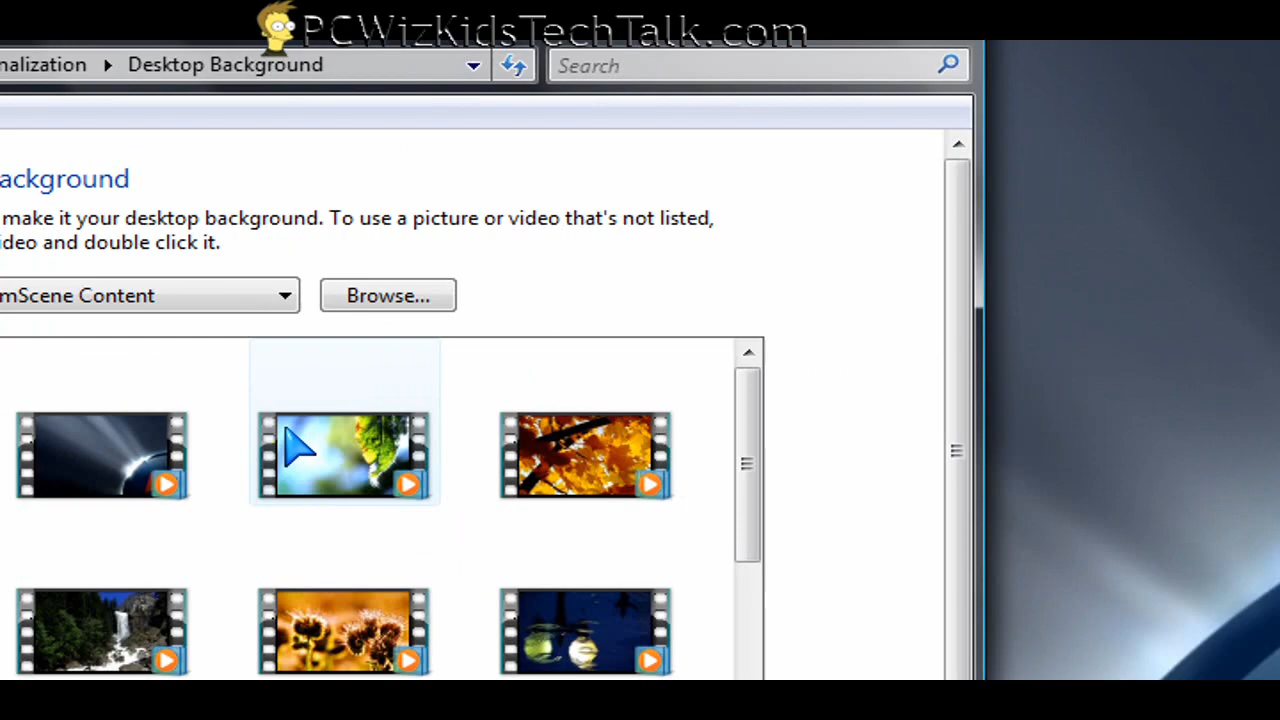 PCWizKidsTechTalk.com
nalization Desktop Background
Search
ackground
make it your desktop background. To use a picture or video that's not listed,
ideo and double click it.
mScene Content
Browse...